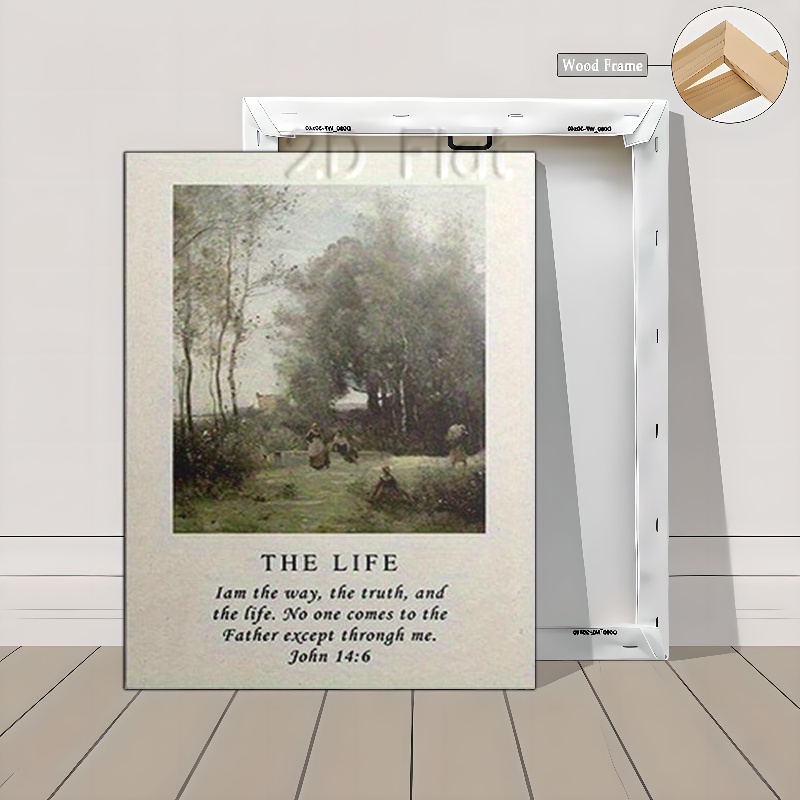 Wood Frame
2D Flat
THE LIFE
Iam the way, the truth, and
the life. No one comes to the
Father except throngh me.
John 14:6